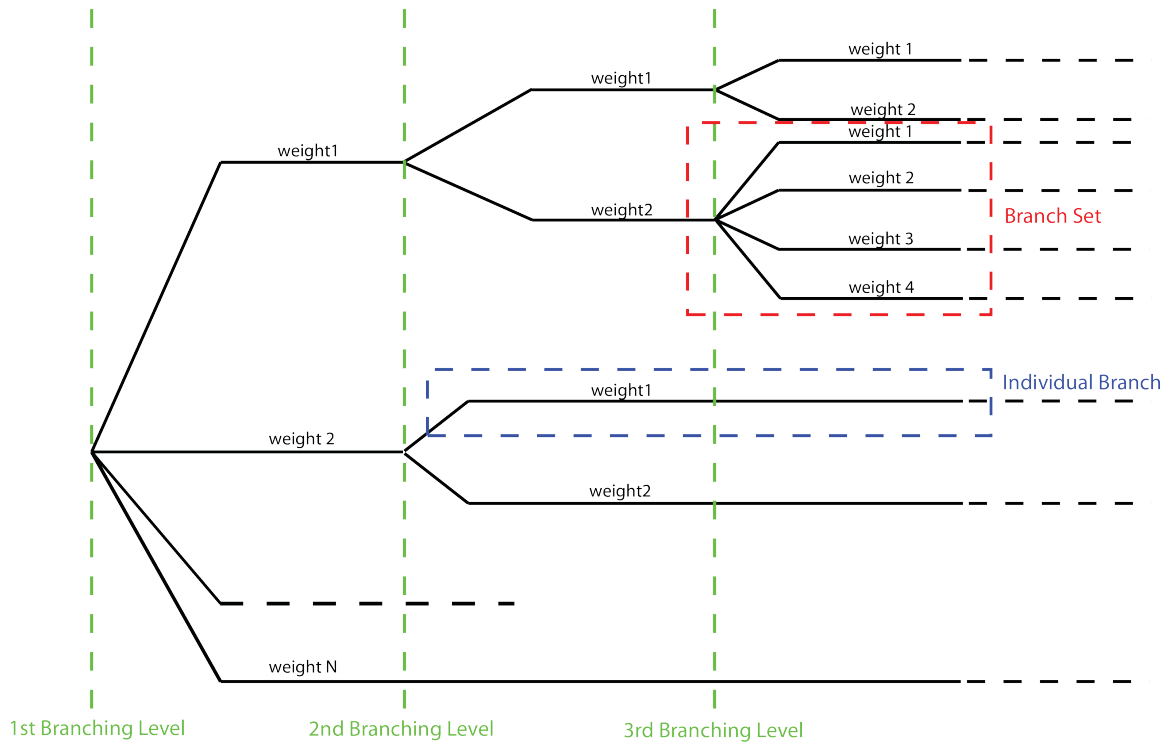 weight 1
weight1
weight 2
weight 1
weight1
weight 2
weight2
Branch Set
weight 3
weight 4
Individual Branch
weight1
weight 2
weight2
weight N
1st Branching Level
2nd Branching Level
3rd Branching Level